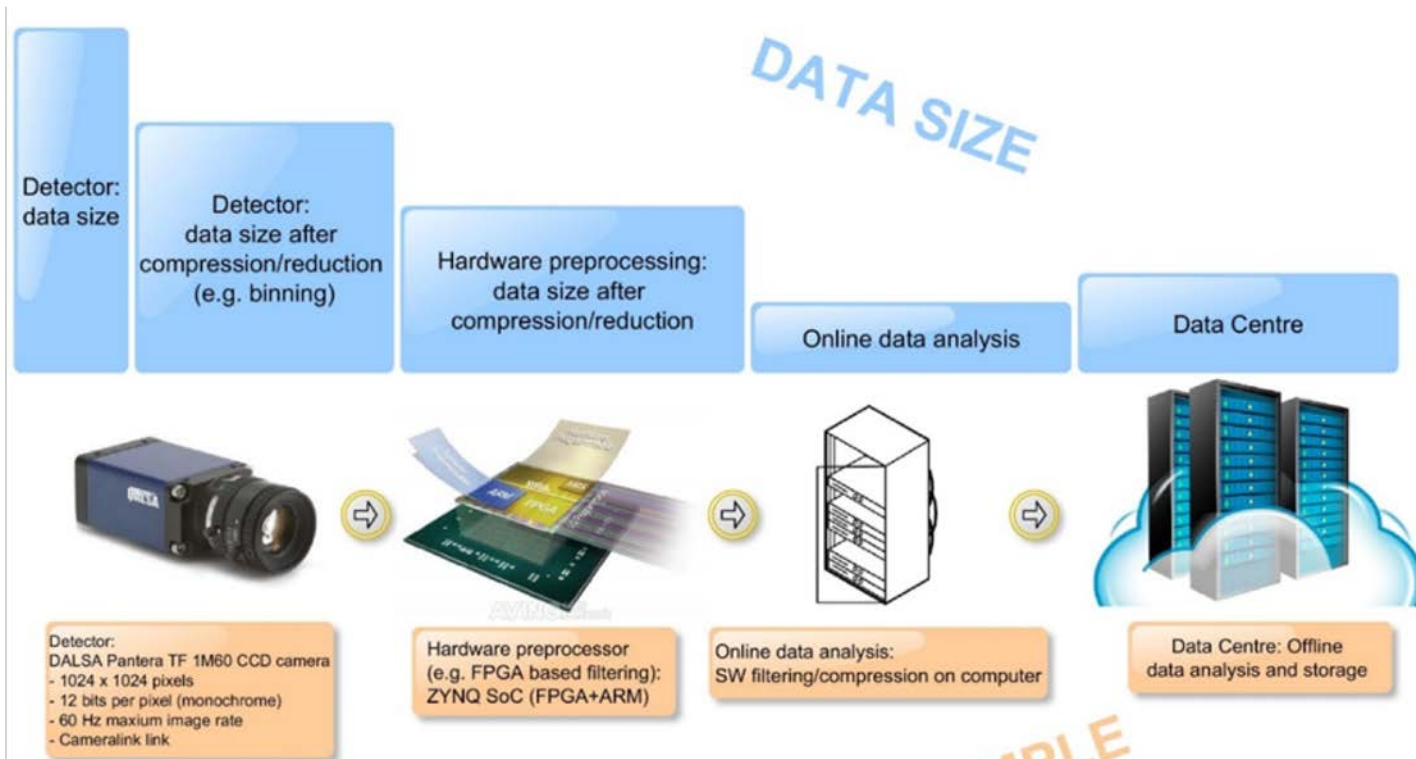 DATA SIZE
Detector:
data size
Detector:
data size after
compression/reduction
(e.g. binning)
Hardware preprocessing:
data size after
compression/reduction
Online data analysis
Data Centre
DALSA
ARM
FPGA
Detector:
DALSA Pantera TF 1M60 CCD camera
- 1024 x 1024 pixels
- 12 bits per pixel (monochrome)
- 60 Hz maxium image rate
- Cameralink link
Hardware preprocessor
(e.g. FPGA based filtering):
ZYNQ SoC (FPGA+ARM)
Online data analysis:
SW filtering/compression on computer
Data Centre: Offline
data analysis and storage